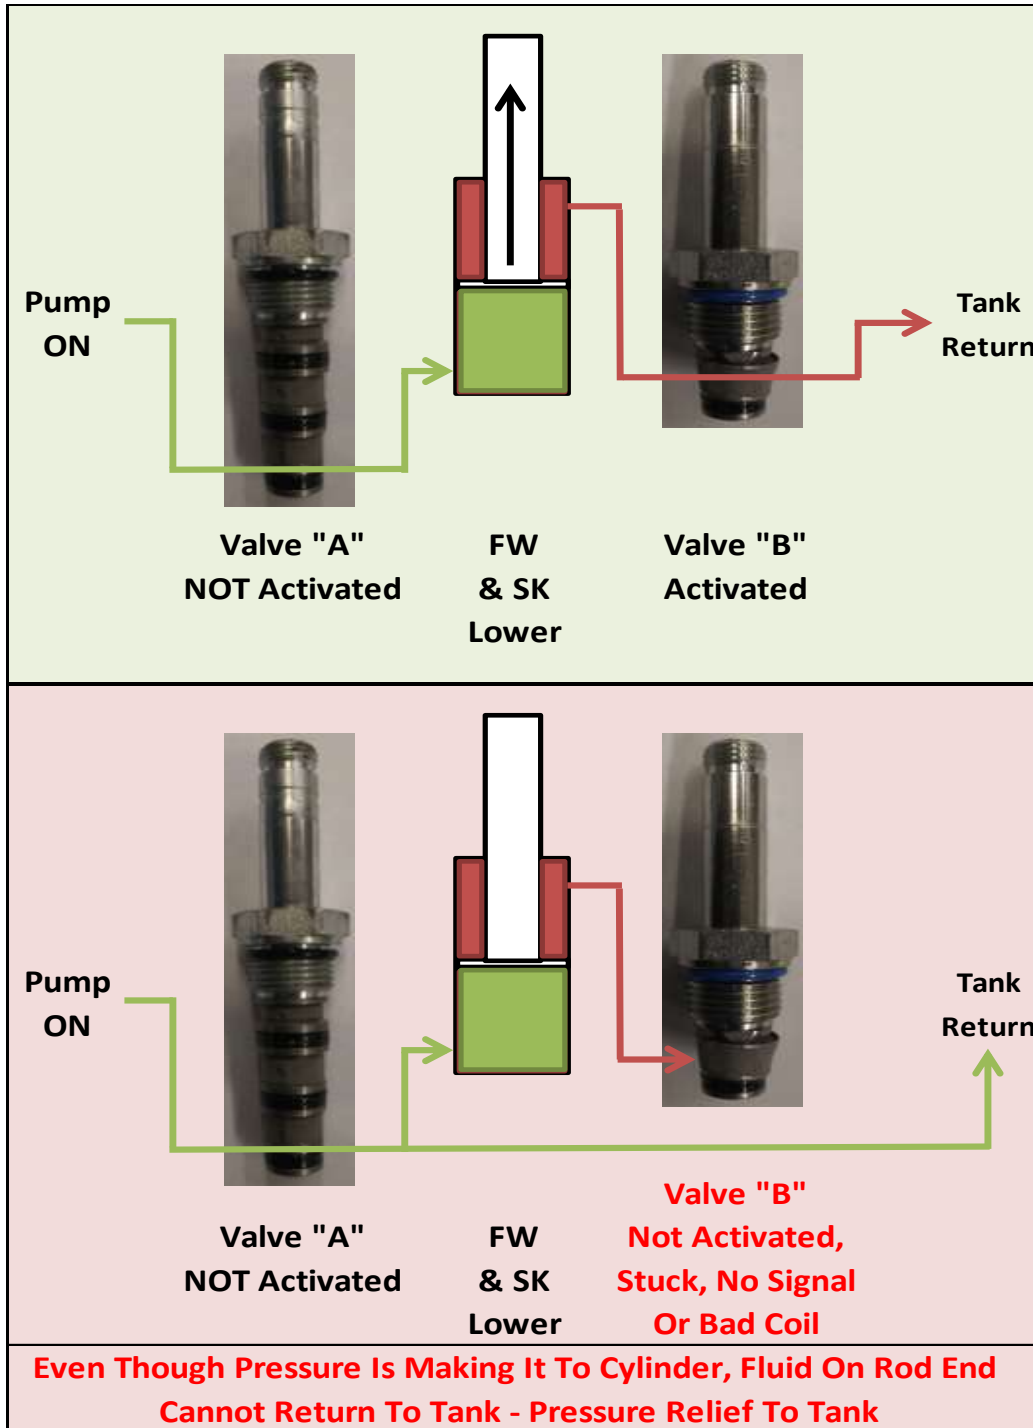 Pump
ON
Tank
Return
Valve "A"
NOT Activated
FW
& SK
Lower
Valve "B"
Activated
Pump
ON
Tank
Return
Valve "A"
NOT Activated
FW
& SK
Lower
Valve "B"
Not Activated,
Stuck, No Signal
Or Bad Coil
Even Though Pressure Is Making It To Cylinder, Fluid On Rod End
Cannot Return To Tank - Pressure Relief To Tank